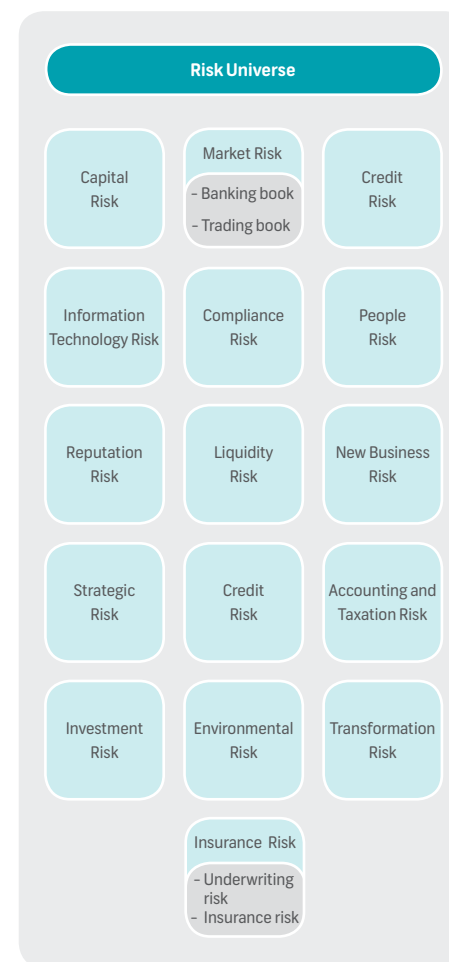 Risk Universe
Capital
Risk
Market Risk
- Banking book
- Trading book
Credit
Risk
Information
Technology Risk
Compliance
Risk
People
Risk
Reputation
Risk
Liquidity
Risk
New Business
Risk
Strategic
Risk
Credit
Risk
Accounting and
Taxation Risk
Investment
Risk
Environmental
Risk
Transformation
Risk
Insurance Risk
- Underwriting
risk
- Insurance risk